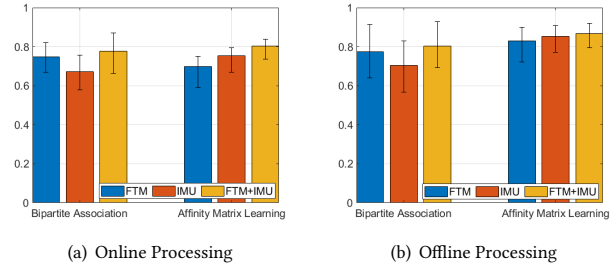 1
0.8
0.6
0.4
0.2
0
FTM IMU FTM+IMU
Bipartite Association Affinity Matrix Learning
(a) Online Processing
1
0.8
0.6
0.4
0.2
0
FTM IMU FTM+IMU
Bipartite Association Affinity Matrix Learning
(b) Offline Processing